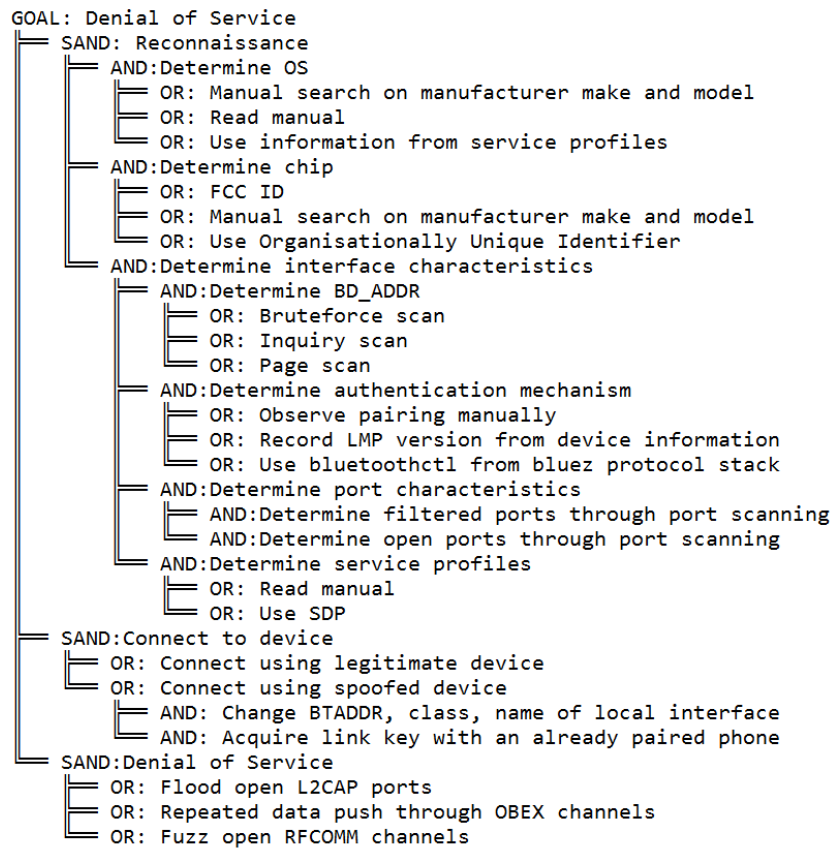 GOAL: Denial of Service
SAND: Reconnaissance
AND:Determine OS
OR: Manual search on manufacturer make and model
OR: Read manual
OR: Use information from service profiles
AND:Determine chip
OR: FCC ID
OR: Manual search on manufacturer make and model
OR: Use Organisationally Unique Identifier
AND:Determine interface characteristics
AND:Determine BD_ADDR
OR: Bruteforce scan
OR: Inquiry scan
OR: Page scan
AND:Determine authentication mechanism
OR: Observe pairing manually
OR: Record LMP version from device information
OR: Use bluetoothctl from bluez protocol stack
AND:Determine port characteristics
AND:Determine filtered ports through port scanning
AND:Determine open ports through port scanning
AND:Determine service profiles
OR: Read manual
OR: Use SDP
SAND:Connect to device
OR: Connect using legitimate device
OR: Connect using spoofed device
AND: Change BTADDR, class, name of local interface
AND: Acquire link key with an already paired phone
SAND:Denial of Service
OR: Flood open L2CAP ports
OR: Repeated data push through OBEX channels
OR: Fuzz open RFCOMM channels